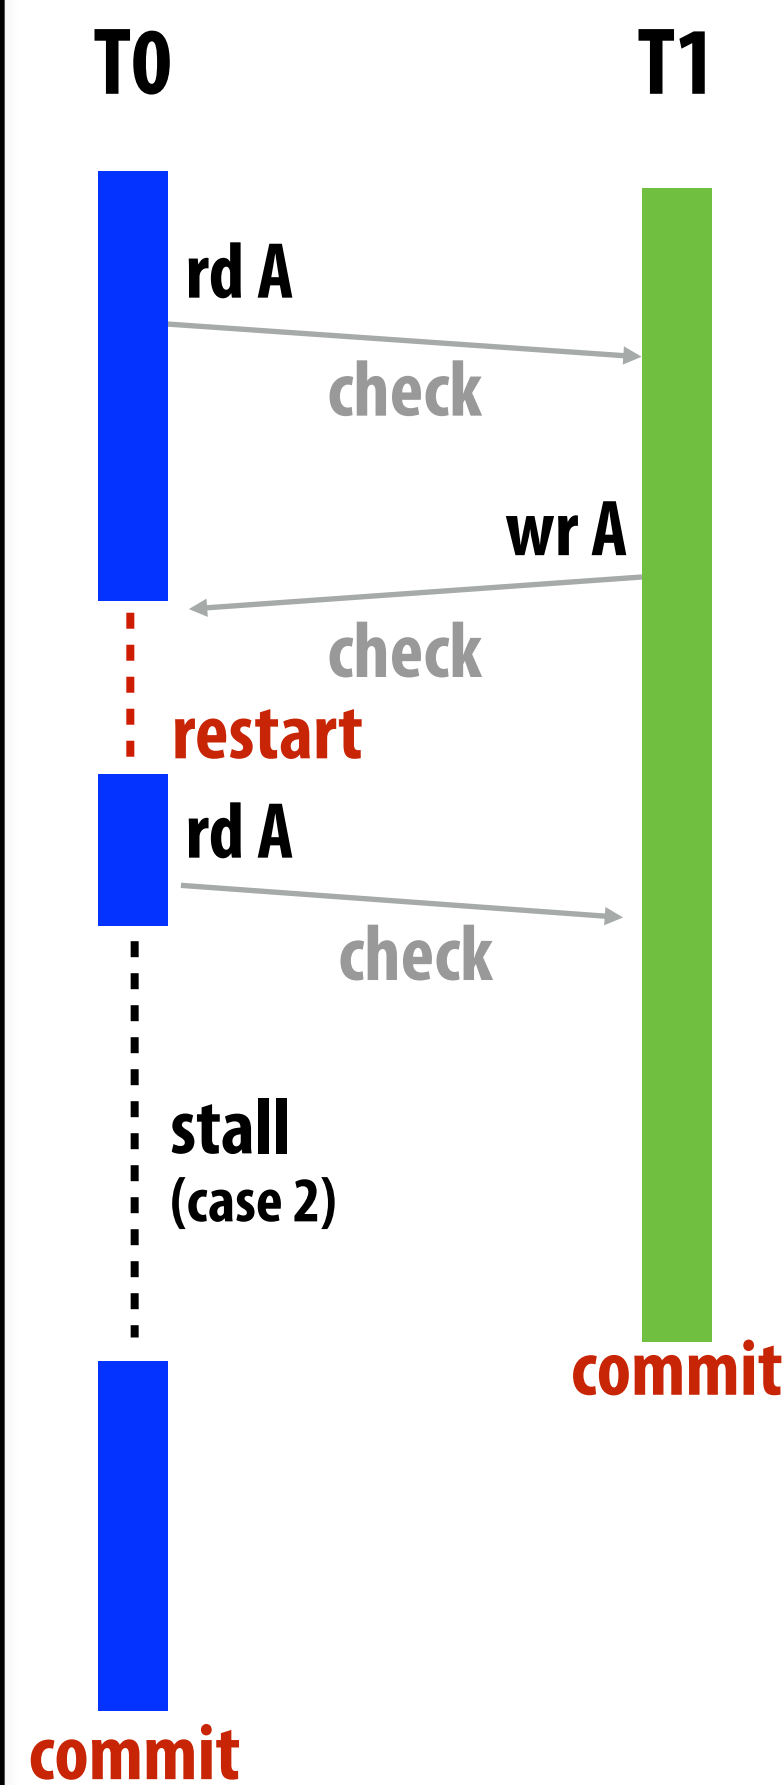 T0
T1
rd A
check
wr A
check
restart
rd A
check
stall
(case 2)
commit
commit